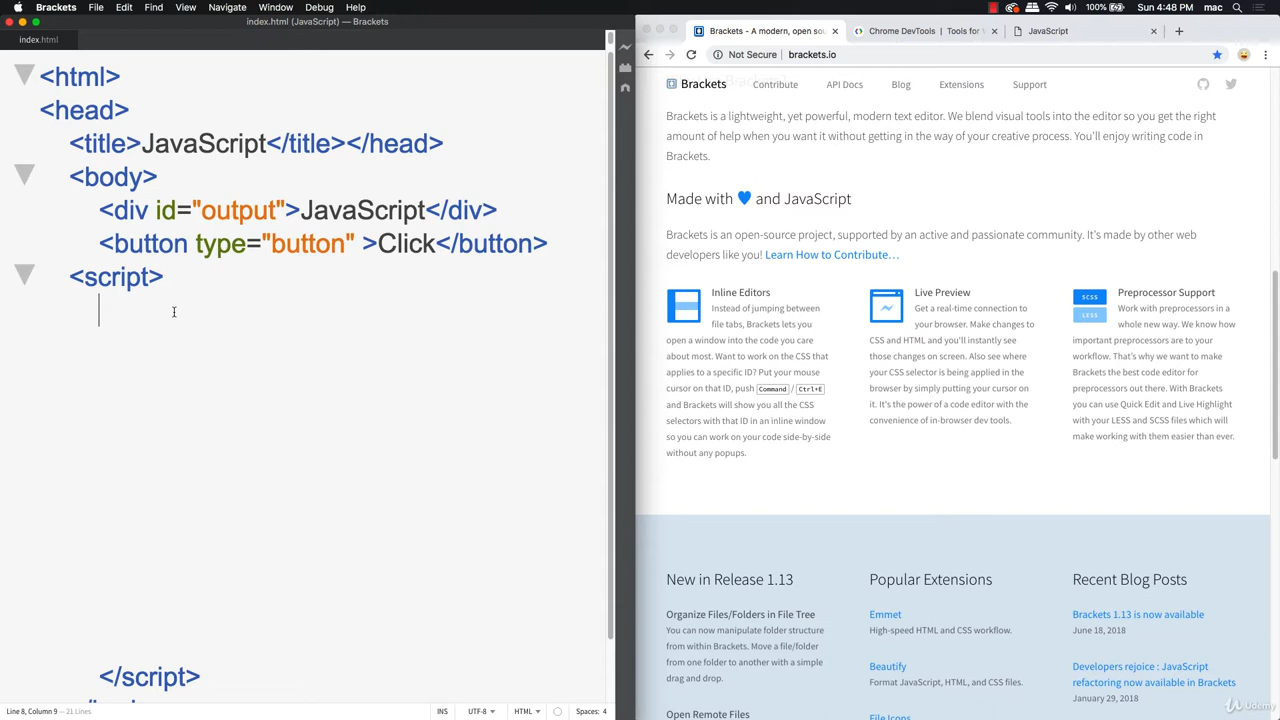 Brackets File Edit Find View Navigate Window Debug Help 100% Sun 4:48 PM mac
index.html (JavaScript) — Brackets
index.html
<html>
<head>
<title>JavaScript</title></head>
<body>
<div id="output">JavaScript</div>
<button type="button" >Click</button>
<script>
</script>
Line 8, Column 9 — 21 Lines
INS UTF-8 HTML Spaces: 4
Brackets - A modern, open sou
Chrome DevTools | Tools for
JavaScript
Not Secure | brackets.io
Brackets Contribute API Docs Blog Extensions Support
Brackets is a lightweight, yet powerful, modern text editor. We blend visual tools into the editor so you get the right
amount of help when you want it without getting in the way of your creative process. You'll enjoy writing code in
Brackets.
Made with 💙 and JavaScript
Brackets is an open-source project, supported by an active and passionate community. It's made by other web
developers like you! Learn How to Contribute…
Inline Editors
Instead of jumping between
file tabs, Brackets lets you
open a window into the code you care
about most. Want to work on the CSS that
applies to a specific ID? Put your mouse
cursor on that ID, push Command / Ctrl+E
and Brackets will show you all the CSS
selectors with that ID in an inline window
so you can work on your code side-by-side
without any popups.
Live Preview
Get a real-time connection to
your browser. Make changes to
CSS and HTML and you'll instantly see
those changes on screen. Also see where
your CSS selector is being applied in the
browser by simply putting your cursor on
it. It's the power of a code editor with the
convenience of in-browser dev tools.
SCSS
LESS
Preprocessor Support
Work with preprocessors in a
whole new way. We know how
important preprocessors are to your
workflow. That's why we want to make
Brackets the best code editor for
preprocessors out there. With Brackets
you can use Quick Edit and Live Highlight
with your LESS and SCSS files which will
make working with them easier than ever.
New in Release 1.13
Organize Files/Folders in File Tree
You can now manipulate folder structure
from within Brackets. Move a file/folder
from one folder to another with a simple
drag and drop.
Open Remote Files
Popular Extensions
Emmet
High-speed HTML and CSS workflow.
Beautify
Format JavaScript, HTML, and CSS files.
File Icons
Recent Blog Posts
Brackets 1.13 is now available
June 18, 2018
Developers rejoice : JavaScript
refactoring now available in Brackets
January 29, 2018
Udemy